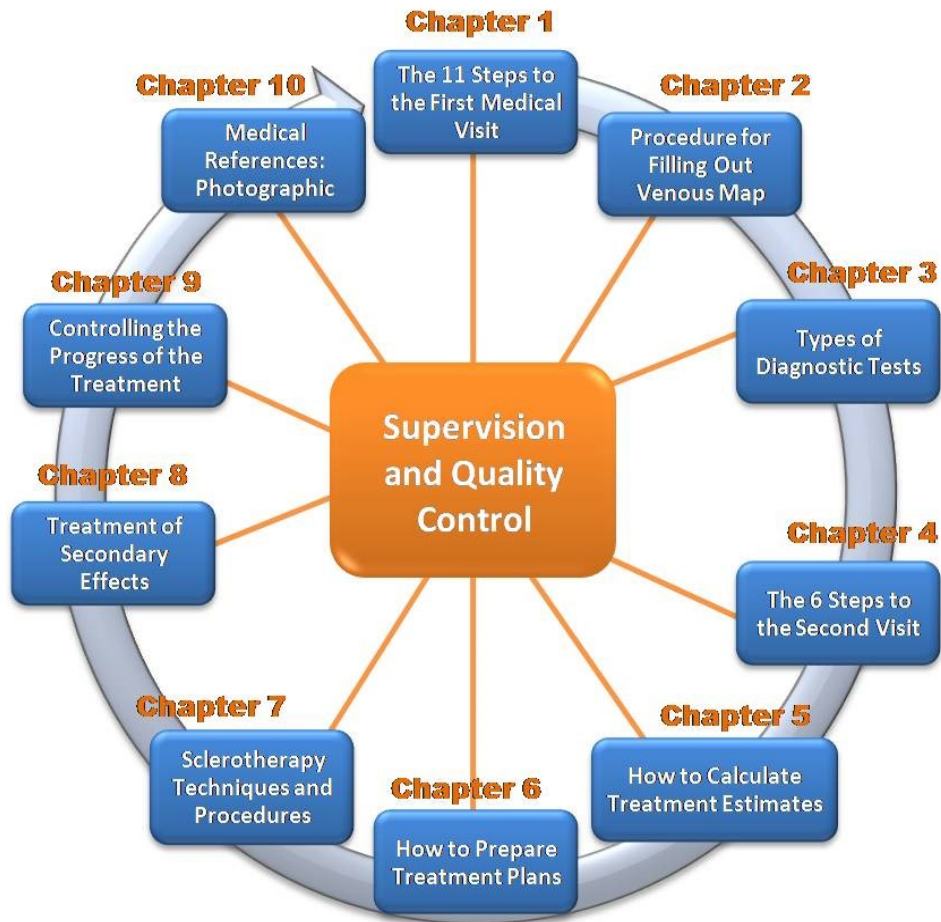 Chapter 1
The 11 Steps to
the First Medical
Visit
Chapter 2
Procedure for
Filling Out
Venous Map
Chapter 3
Types of
Diagnostic Tests
Chapter 4
The 6 Steps to
the Second Visit
Chapter 5
How to Calculate
Treatment Estimates
Chapter 6
How to Prepare
Treatment Plans
Chapter 7
Sclerotherapy
Techniques and
Procedures
Chapter 8
Treatment of
Secondary
Effects
Chapter 9
Controlling the
Progress of the
Treatment
Chapter 10
Medical
References:
Photographic
Supervision
and Quality
Control